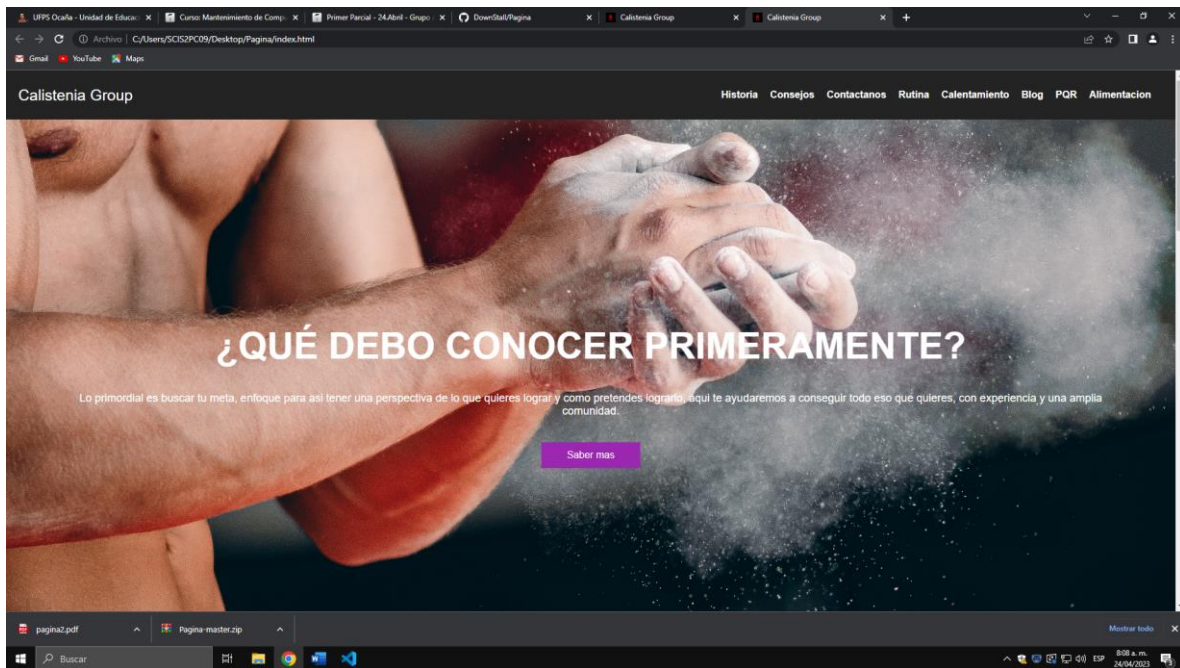 UFPS Ocaña - Unidad de Educac
Curso: Mantenimiento de Comp
Primer Parcial - 24.Abril - Grupo
DownStall/Pagina
Calistenia Group
Calistenia Group
Archivo
C:/Users/SCIS2PC09/Desktop/Pagina/index.html
Gmail
YouTube
Maps
Calistenia Group
Historia Consejos Contactanos Rutina Calentamiento Blog PQR Alimentacion
¿QUÉ DEBO CONOCER PRIMERAMENTE?
Lo primordial es buscar tu meta, enfoque para asi tener una perspectiva de lo que quieres lograr y como pretendes lograrlo, aqui te ayudaremos a conseguir todo eso que quieres, con experiencia y una amplia
comunidad.
Saber mas
pagina2.pdf
Pagina-master.zip
Mostrar todo
Buscar
ESP
8:08 a. m.
24/04/2023